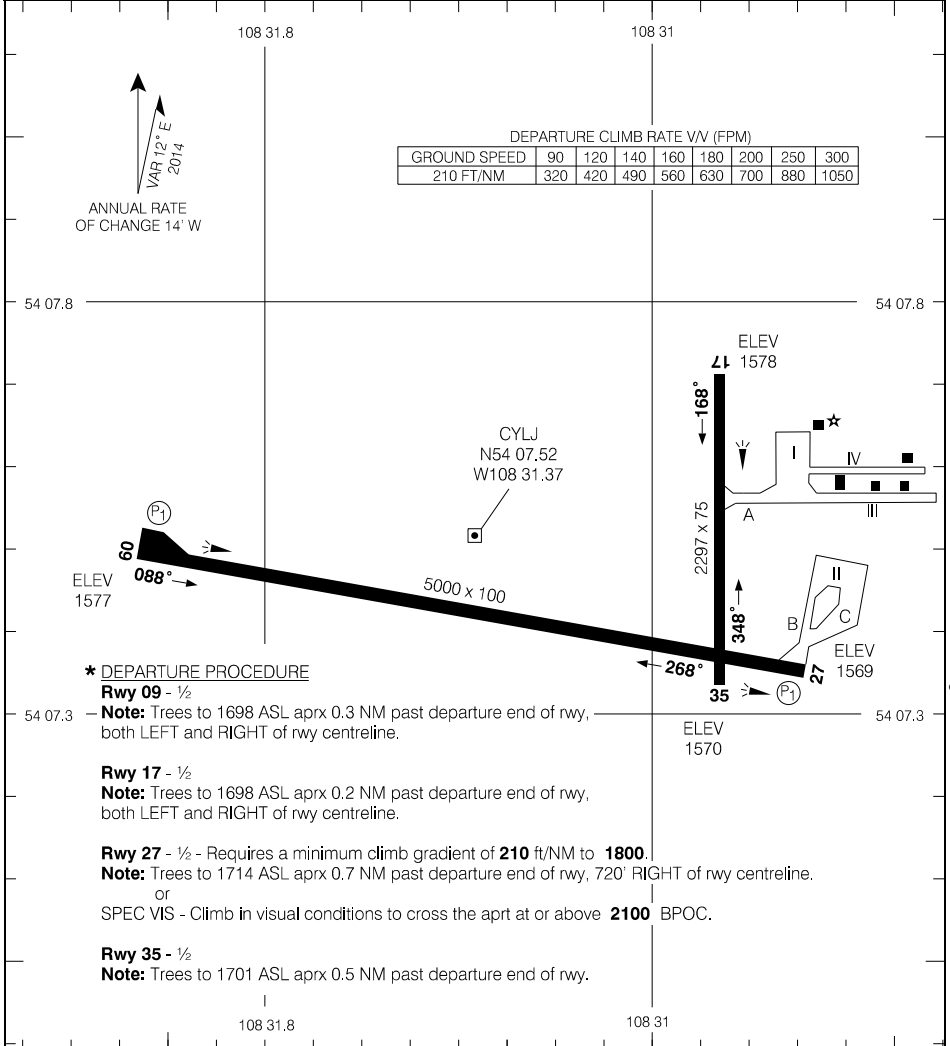 108 31.8
108 31
VAR 12° E
2014
ANNUAL RATE
OF CHANGE 14' W
DEPARTURE CLIMB RATE V/V (FPM)
GROUND SPEED 90 120 140 160 180 200 250 300
210 FT/NM 320 420 490 560 630 700 880 1050
54 07.8
54 07.8
ELEV
1578
17
168°
CYLJ
N54 07.52
W108 31.37
I
IV
III
A
2297 x 75
P1
09
088°
ELEV
1577
5000 x 100
348°
II
B
C
268°
27
ELEV
1569
35
P1
ELEV
1570
* DEPARTURE PROCEDURE
Rwy 09 - ½
54 07.3
54 07.3
Note: Trees to 1698 ASL aprx 0.3 NM past departure end of rwy,
both LEFT and RIGHT of rwy centreline.
Rwy 17 - ½
Note: Trees to 1698 ASL aprx 0.2 NM past departure end of rwy,
both LEFT and RIGHT of rwy centreline.
Rwy 27 - ½ - Requires a minimum climb gradient of 210 ft/NM to 1800.
Note: Trees to 1714 ASL aprx 0.7 NM past departure end of rwy, 720' RIGHT of rwy centreline.
or
SPEC VIS - Climb in visual conditions to cross the aprt at or above 2100 BPOC.
Rwy 35 - ½
Note: Trees to 1701 ASL aprx 0.5 NM past departure end of rwy.
108 31.8
108 31